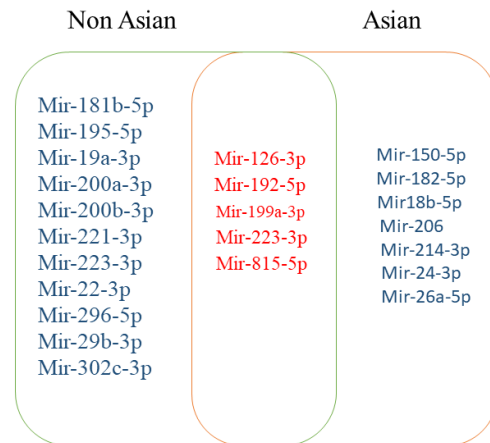 Non Asian
Asian
Mir-181b-5p
Mir-195-5p
Mir-19a-3p
Mir-200a-3p
Mir-200b-3p
Mir-221-3p
Mir-223-3p
Mir-22-3p
Mir-296-5p
Mir-29b-3p
Mir-302c-3p
Mir-126-3p
Mir-192-5p
Mir-199a-3p
Mir-223-3p
Mir-815-5p
Mir-150-5p
Mir-182-5p
Mir18b-5p
Mir-206
Mir-214-3p
Mir-24-3p
Mir-26a-5p